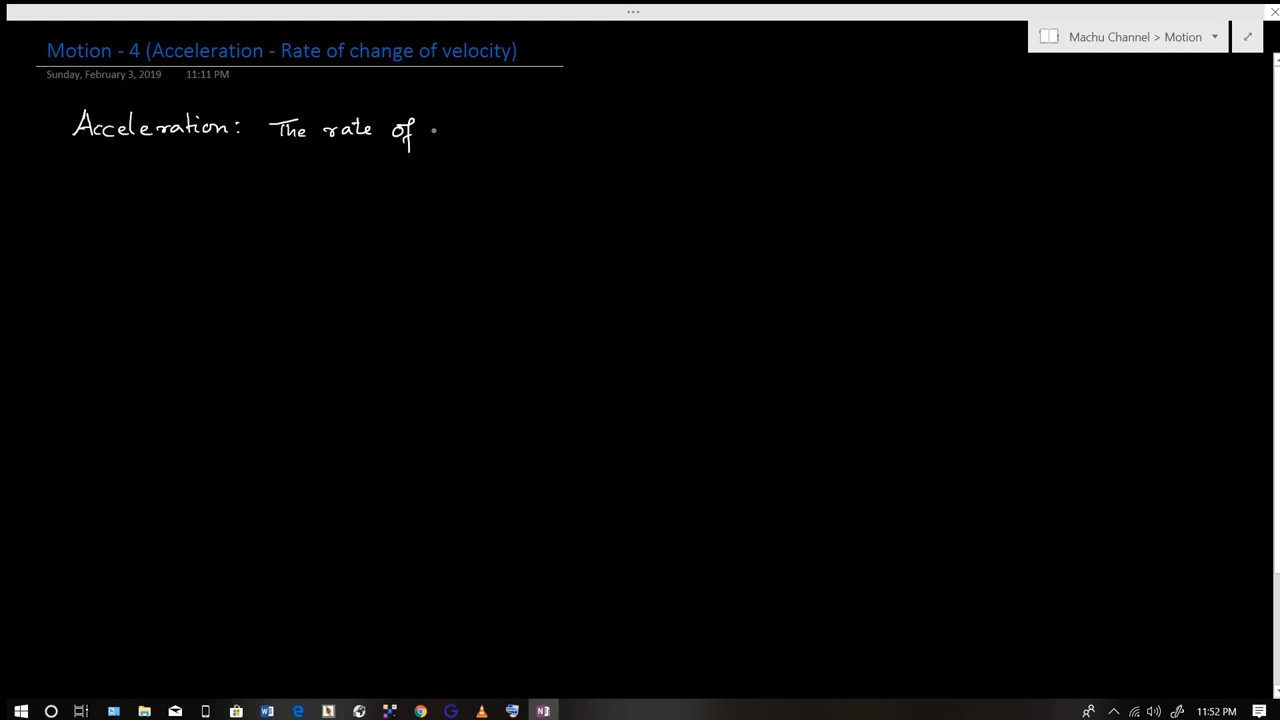 Motion - 4 (Acceleration - Rate of change of velocity)
Machu Channel > Motion
Sunday, February 3, 2019 11:11 PM
Acceleration: The rate of
11:52 PM